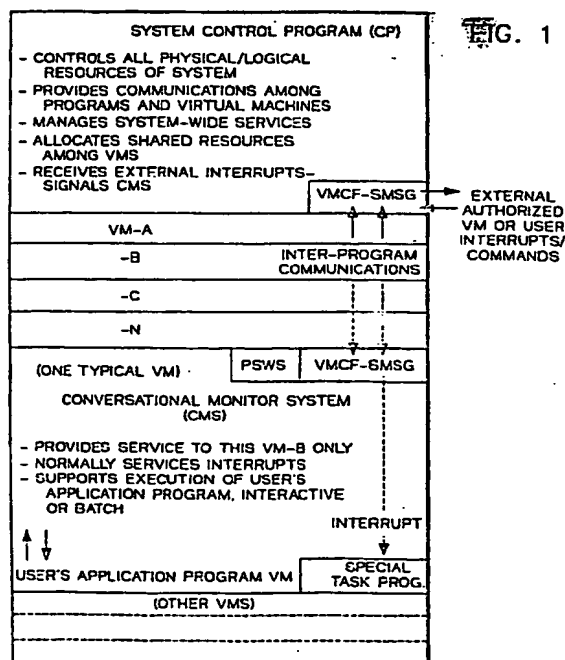 SYSTEM CONTROL PROGRAM (CP)
FIG. 1
- CONTROLS ALL PHYSICAL/LOGICAL
RESOURCES OF SYSTEM
- PROVIDES COMMUNICATIONS AMONG
PROGRAMS AND VIRTUAL MACHINES
- MANAGES SYSTEM-WIDE SERVICES
- ALLOCATES SHARED RESOURCES
AMONG VMS
- RECEIVES EXTERNAL INTERRUPTS-
SIGNALS CMS
VMCF-SMSG
EXTERNAL
AUTHORIZED
VM OR USER
INTERRUPTS/
COMMANDS
VM-A
-B
INTER-PROGRAM
COMMUNICATIONS
-C
-N
(ONE TYPICAL VM)
PSWS
VMCF-SMSG
CONVERSATIONAL MONITOR SYSTEM
(CMS)
- PROVIDES SERVICE TO THIS VM-B ONLY
- NORMALLY SERVICES INTERRUPTS
- SUPPORTS EXECUTION OF USER'S
APPLICATION PROGRAM, INTERACTIVE
OR BATCH
INTERRUPT
USER'S APPLICATION PROGRAM VM
SPECIAL
TASK PROG.
(OTHER VMS)